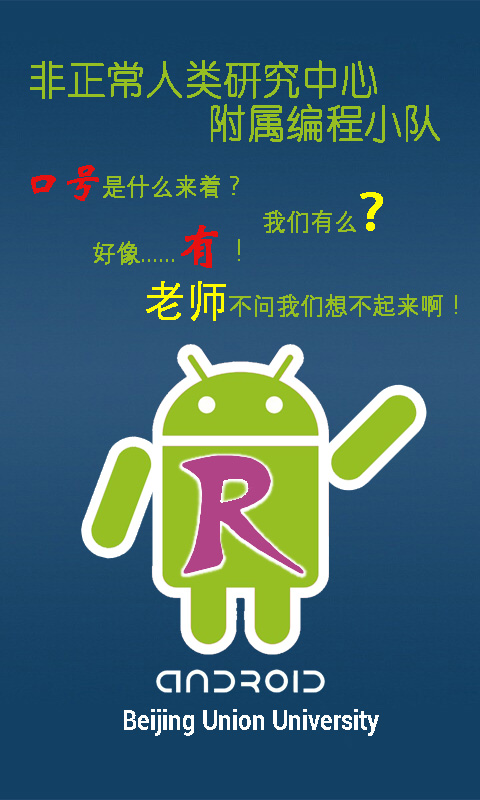 非正常人类研究中心
附属编程小队
口号是什么来着？
我们有么？
好像......有！
老师不问我们想不起来啊！
R
ANDROID
Beijing Union University